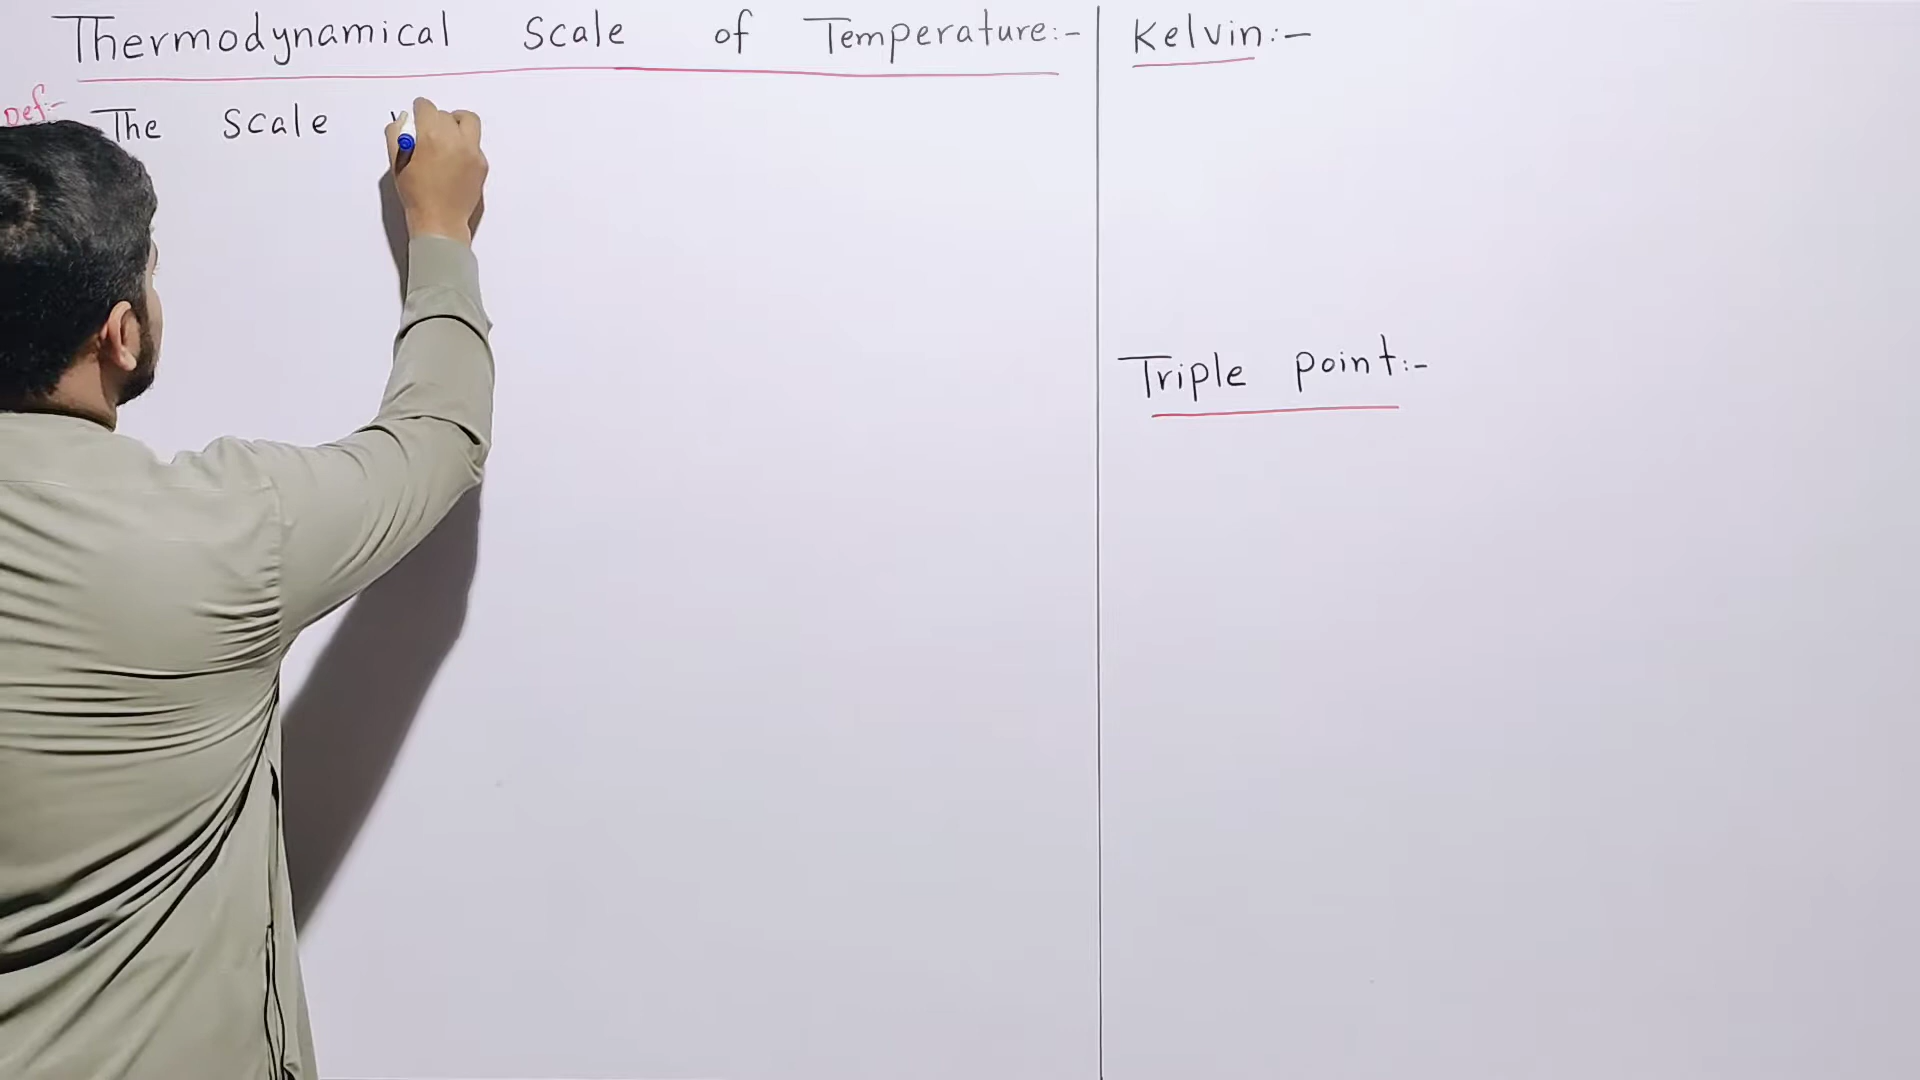 Thermodynamical Scale of Temperature:-
Def:- The Scale
Kelvin:-
Triple point:-